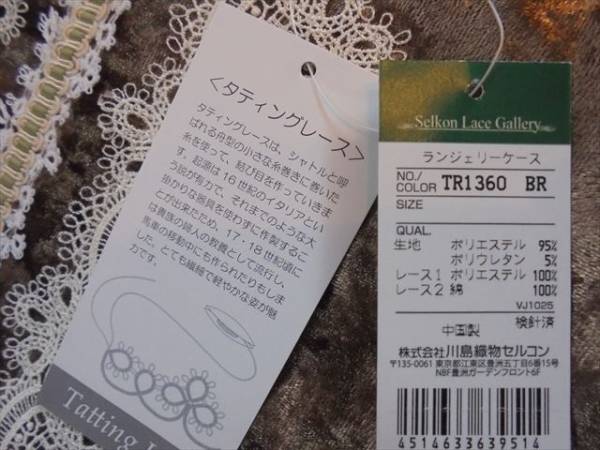 ＜タティングレース＞
タティングレースは、シャトルと呼
ばれる舟型の小さな糸巻きに巻いた
糸を使って、結び目を作っていきま
す。起源は16世紀のイタリアとい
う説が有力で、それまでのような大
掛かりな器具を使わずに作製するこ
とが出来たため、17・18世紀頃に
は貴族の婦人の教養として流行し、
馬車の移動中にも作られたりもしま
した。とても繊細で軽やかな姿が魅
力です。
Tatting
Selkon Lace Gallery
ランジェリーケース
NO./
COLOR TR1360 BR
SIZE
QUAL.
生地 ポリエステル 95%
ポリウレタン 5%
レース1 ポリエステル 100%
レース2 綿 100%
VJ1025
中国製 検針済
株式会社川島織物セルコン
〒135-0061 東京都江東区豊洲五丁目6番15号
NBF豊洲ガーデンフロント6F
4514633639514